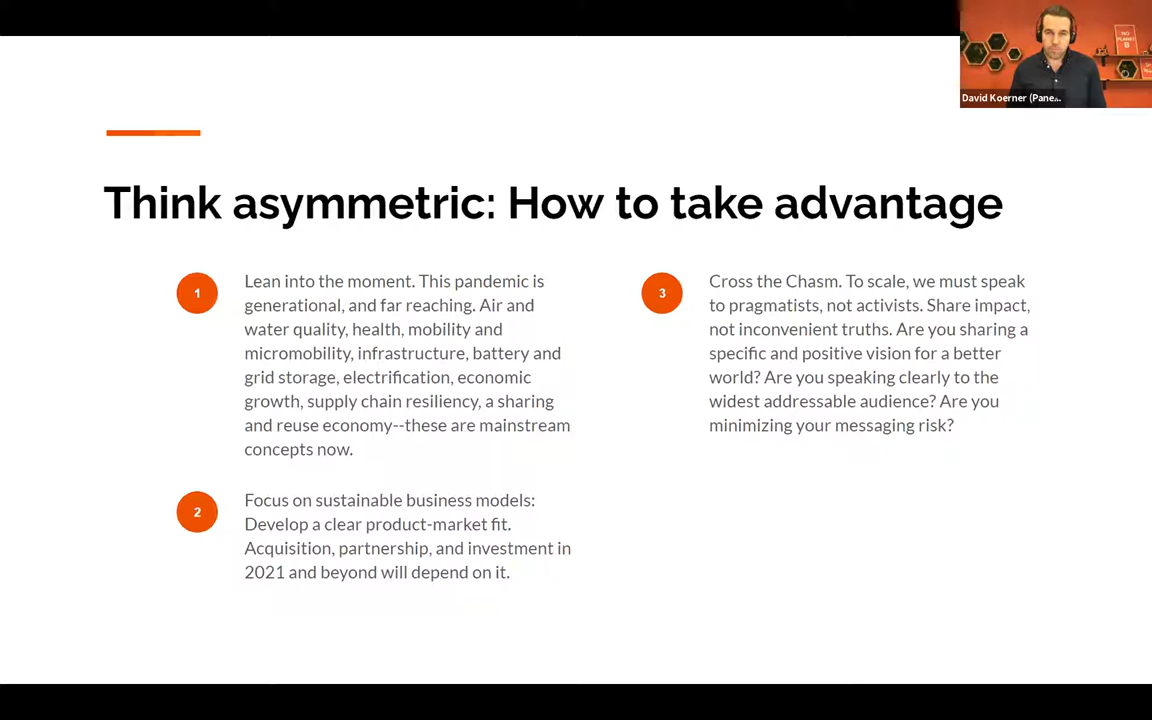 NO
PLANET
B
David Koerner (Pane...
Think asymmetric: How to take advantage
1
Lean into the moment. This pandemic is
generational, and far reaching. Air and
water quality, health, mobility and
micromobility, infrastructure, battery and
grid storage, electrification, economic
growth, supply chain resiliency, a sharing
and reuse economy--these are mainstream
concepts now.
2
Focus on sustainable business models:
Develop a clear product-market fit.
Acquisition, partnership, and investment in
2021 and beyond will depend on it.
3
Cross the Chasm. To scale, we must speak
to pragmatists, not activists. Share impact,
not inconvenient truths. Are you sharing a
specific and positive vision for a better
world? Are you speaking clearly to the
widest addressable audience? Are you
minimizing your messaging risk?